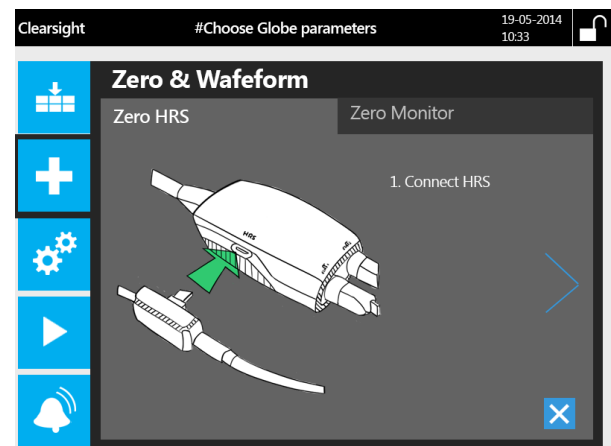 Clearsight
#Choose Globe parameters
19-05-2014
10:33
Zero & Wafeform
Zero HRS
Zero Monitor
1. Connect HRS
HRS